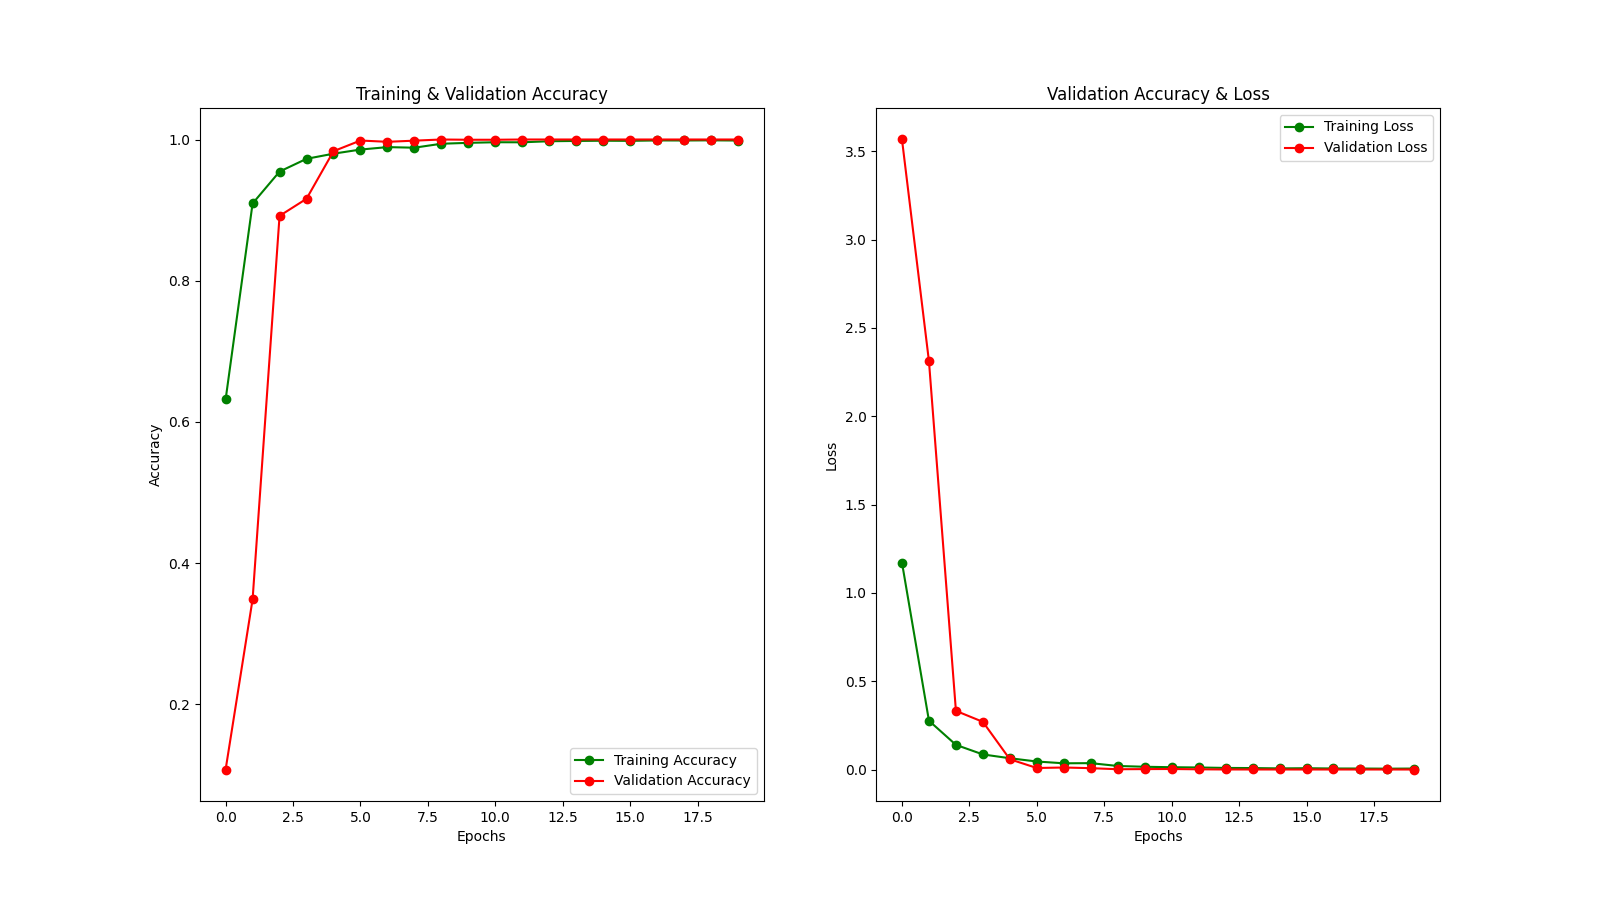 Training & Validation Accuracy
1.0
0.8
0.6
0.4
0.2
Accuracy
Training Accuracy
Validation Accuracy
0.0 2.5 5.0 7.5 10.0 12.5 15.0 17.5
Epochs
Validation Accuracy & Loss
Training Loss
Validation Loss
3.5
3.0
2.5
2.0
1.5
1.0
0.5
0.0
Loss
0.0 2.5 5.0 7.5 10.0 12.5 15.0 17.5
Epochs